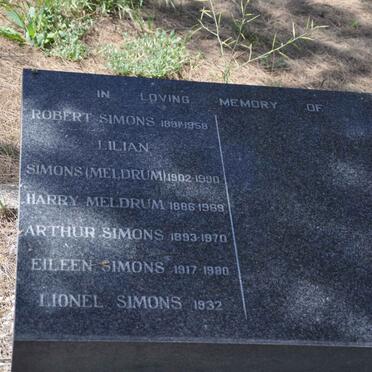 IN LOVING MEMORY OF
ROBERT SIMONS 1891-1958
LILIAN
SIMONS (MELDRUM) 1902-1990
HARRY MELDRUM 1886-1969
ARTHUR SIMONS 1893-1970
EILEEN SIMONS 1917-1980
LIONEL SIMONS 1932